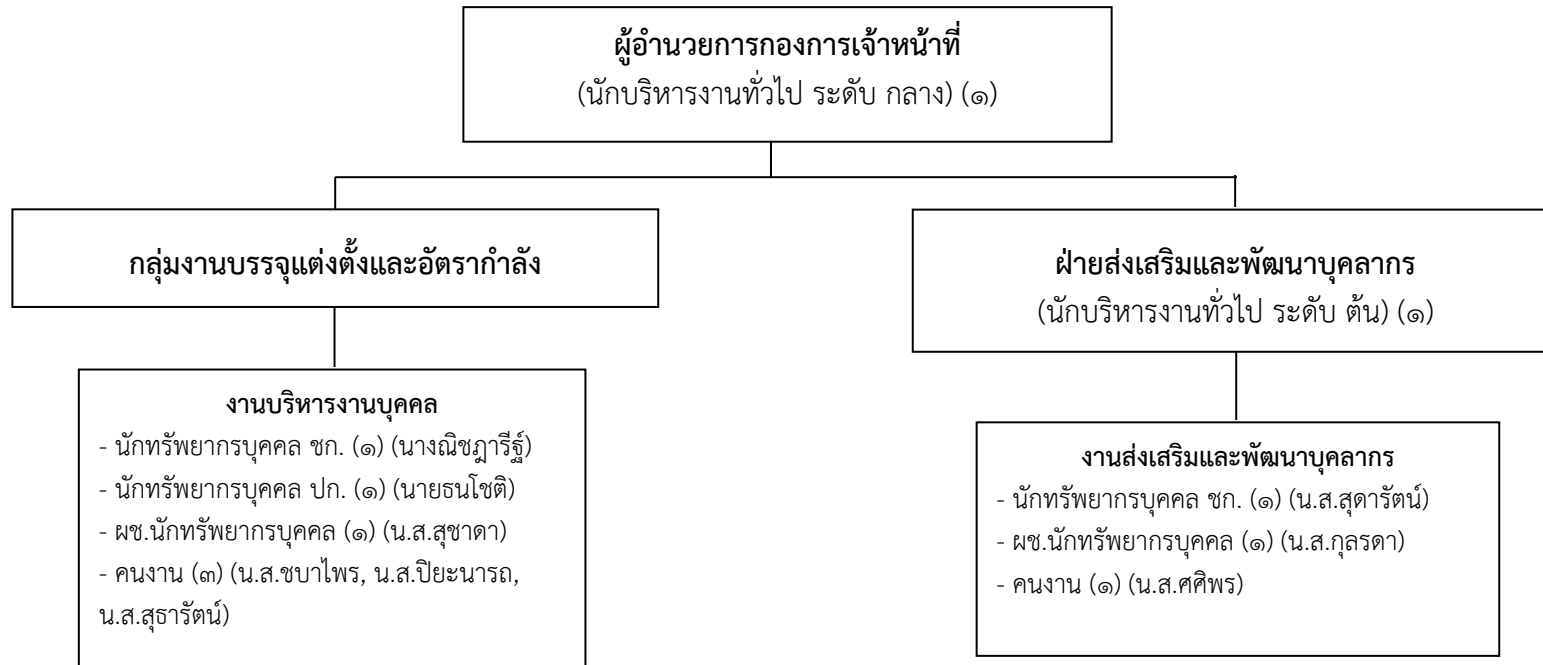 ผู้อำนวยการกองการเจ้าหน้าที่
(นักบริหารงานทั่วไป ระดับ กลาง) (๑)
กลุ่มงานบรรจุแต่งตั้งและอัตรากำลัง
ฝ่ายส่งเสริมและพัฒนาบุคลากร
(นักบริหารงานทั่วไป ระดับ ต้น) (๑)
งานบริหารงานบุคคล
- นักทรัพยากรบุคคล ชก. (๑) (นางณิชฎารีฐ์)
- นักทรัพยากรบุคคล ปก. (๑) (นายธนโชติ)
- ผช.นักทรัพยากรบุคคล (๑) (น.ส.สุชาดา)
- คนงาน (๓) (น.ส.ชบาไพร, น.ส.ปิยะนารถ,
น.ส.สุธารัตน์)
งานส่งเสริมและพัฒนาบุคลากร
- นักทรัพยากรบุคคล ชก. (๑) (น.ส.สุดารัตน์)
- ผช.นักทรัพยากรบุคคล (๑) (น.ส.กุลรดา)
- คนงาน (๑) (น.ส.ศศิพร)